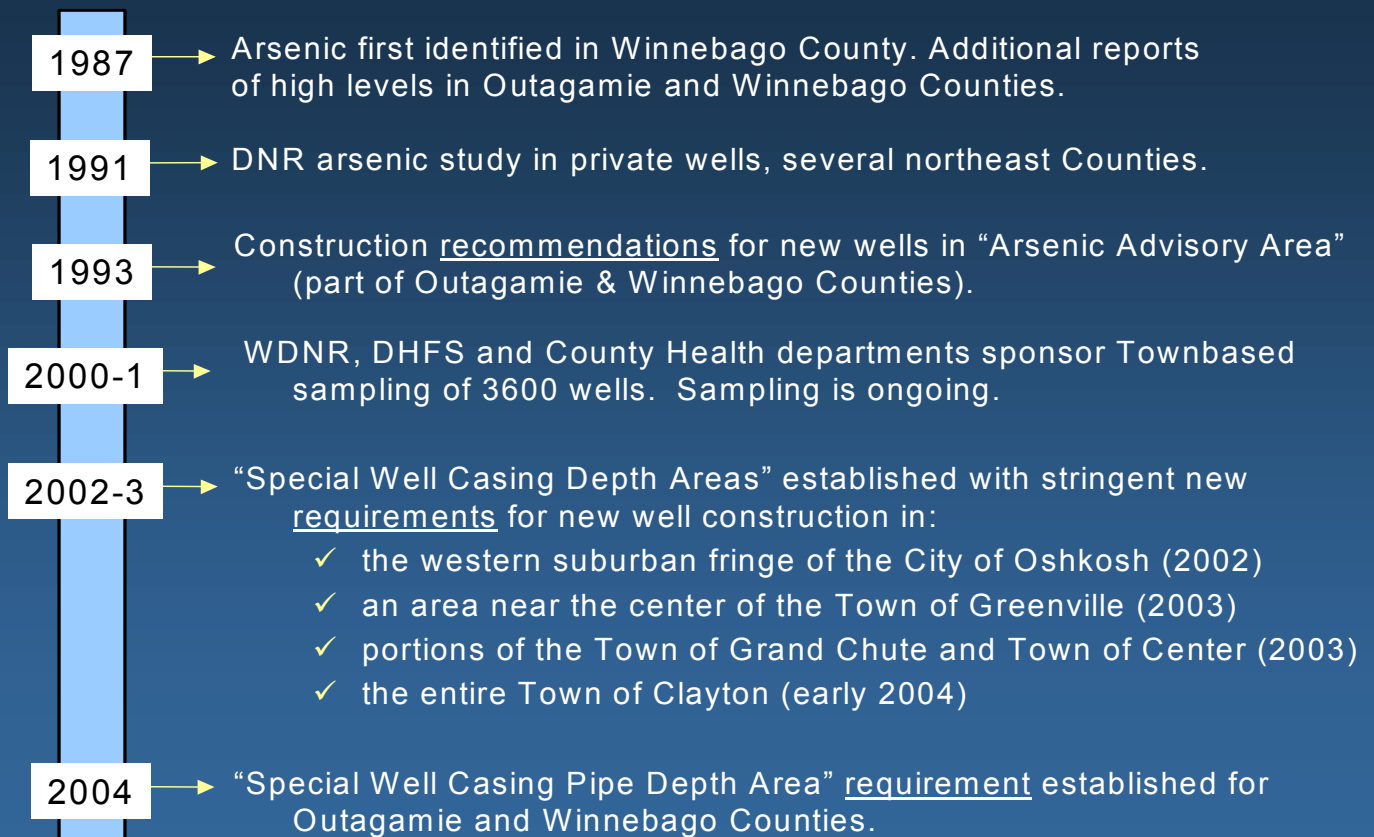 1987
Arsenic first identified in Winnebago County. Additional reports
of high levels in Outagamie and Winnebago Counties.
1991
DNR arsenic study in private wells, several northeast Counties.
1993
Construction recommendations for new wells in “Arsenic Advisory Area”
(part of Outagamie & Winnebago Counties).
2000-1
WDNR, DHFS and County Health departments sponsor Townbased
sampling of 3600 wells. Sampling is ongoing.
2002-3
“Special Well Casing Depth Areas” established with stringent new
requirements for new well construction in:
✓ the western suburban fringe of the City of Oshkosh (2002)
✓ an area near the center of the Town of Greenville (2003)
✓ portions of the Town of Grand Chute and Town of Center (2003)
✓ the entire Town of Clayton (early 2004)
2004
“Special Well Casing Pipe Depth Area” requirement established for
Outagamie and Winnebago Counties.